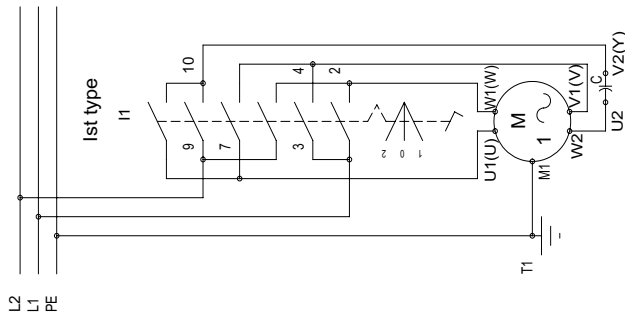 Ist type
I1
10
4
2
9
7
3
2
0
1
W1(W)
V1(V)
V2(Y)
C
M
1
U1(U)
M1
W2
U2
T1
L2
L1
PE